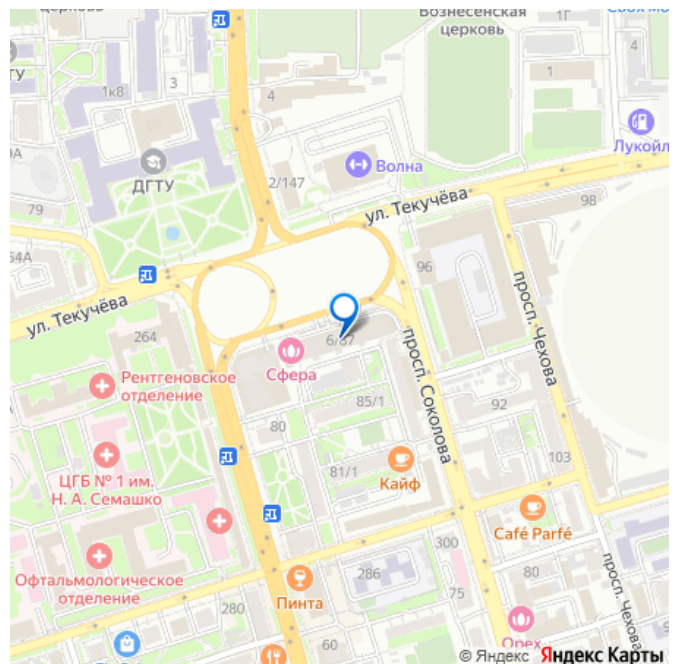 церковь
Вознесенская
церковь
1Г
4
1
4
1к8
3
Лукойл
Волна
ДГТУ
2/147
79
ул. Текучёва
98
96
просп. Чехова
ул. Текучёва
264
6/87
Сфера
просп. Соколова
Рентгеновское
отделение
85/1
92
80
81/1
103
Кайф
ЦГБ № 1 им.
Н. А. Семашко
Café Parfé
300
Офтальмологическое
отделение
286
80
75
Пинта
просп. Чехова
280
60
Орех
© Яндекс Яндекс Карты